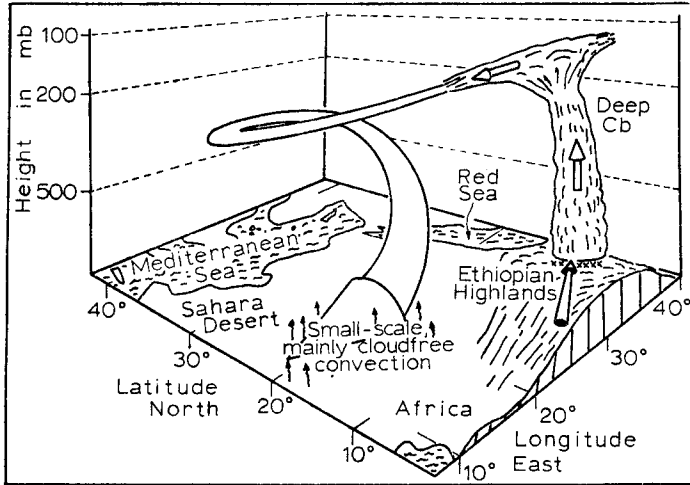 Height in mb
100
200
500
Deep
Cb
Red
Sea
Mediterranean
Sea
Ethiopian
Highlands
Sahara
Desert
Small-scale,
mainly cloudfree
convection
40°
30°
20°
10°
Latitude
North
Africa
10°
20°
30°
40°
Longitude
East